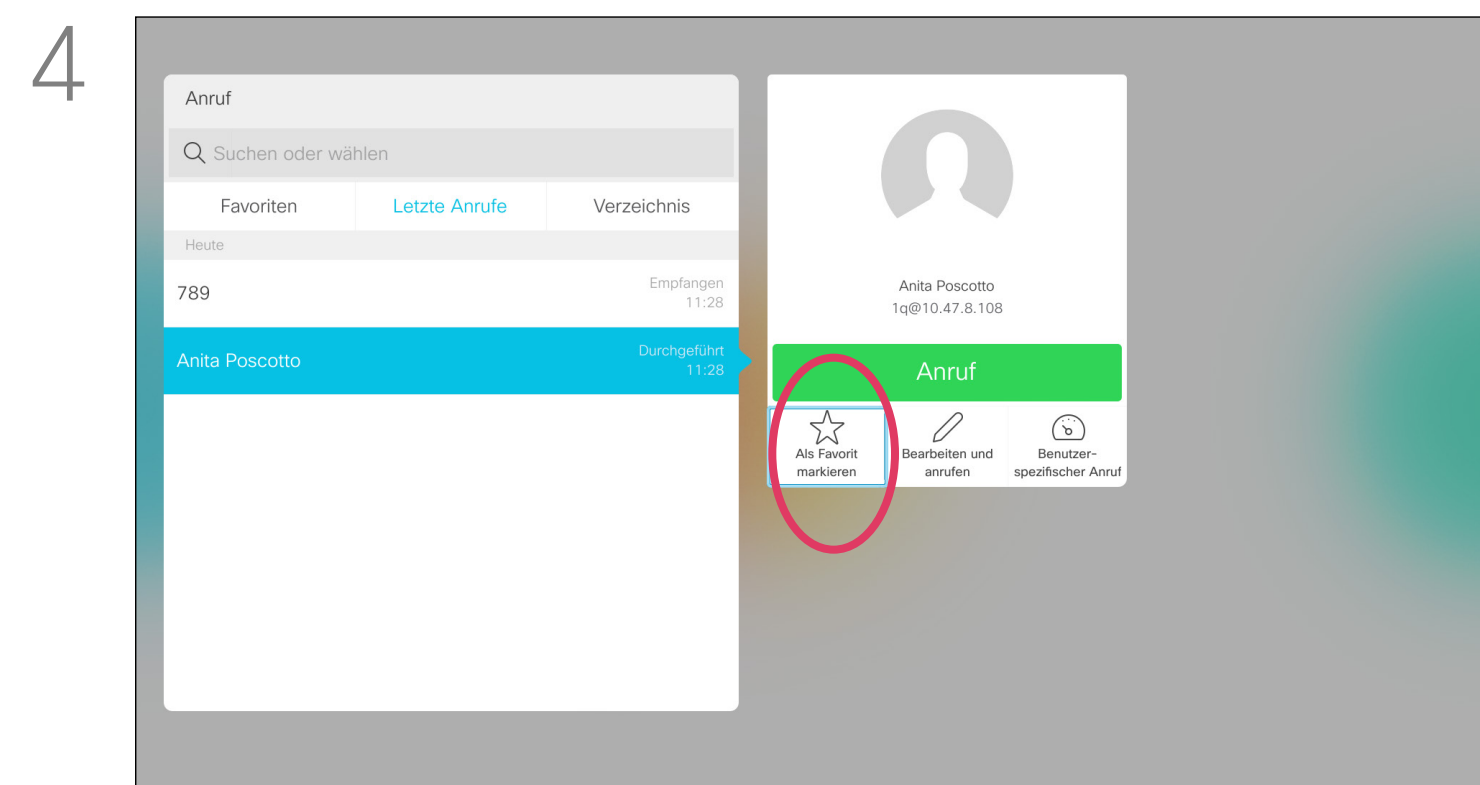 4
Anruf
Suchen oder wählen
Favoriten
Letzte Anrufe
Verzeichnis
Heute
789
Empfangen
11:28
Anita Poscotto
Durchgeführt
11:28
Anita Poscotto
1q@10.47.8.108
Anruf
Als Favorit
markieren
Bearbeiten und
anrufen
Benutzer-
spezifischer Anruf